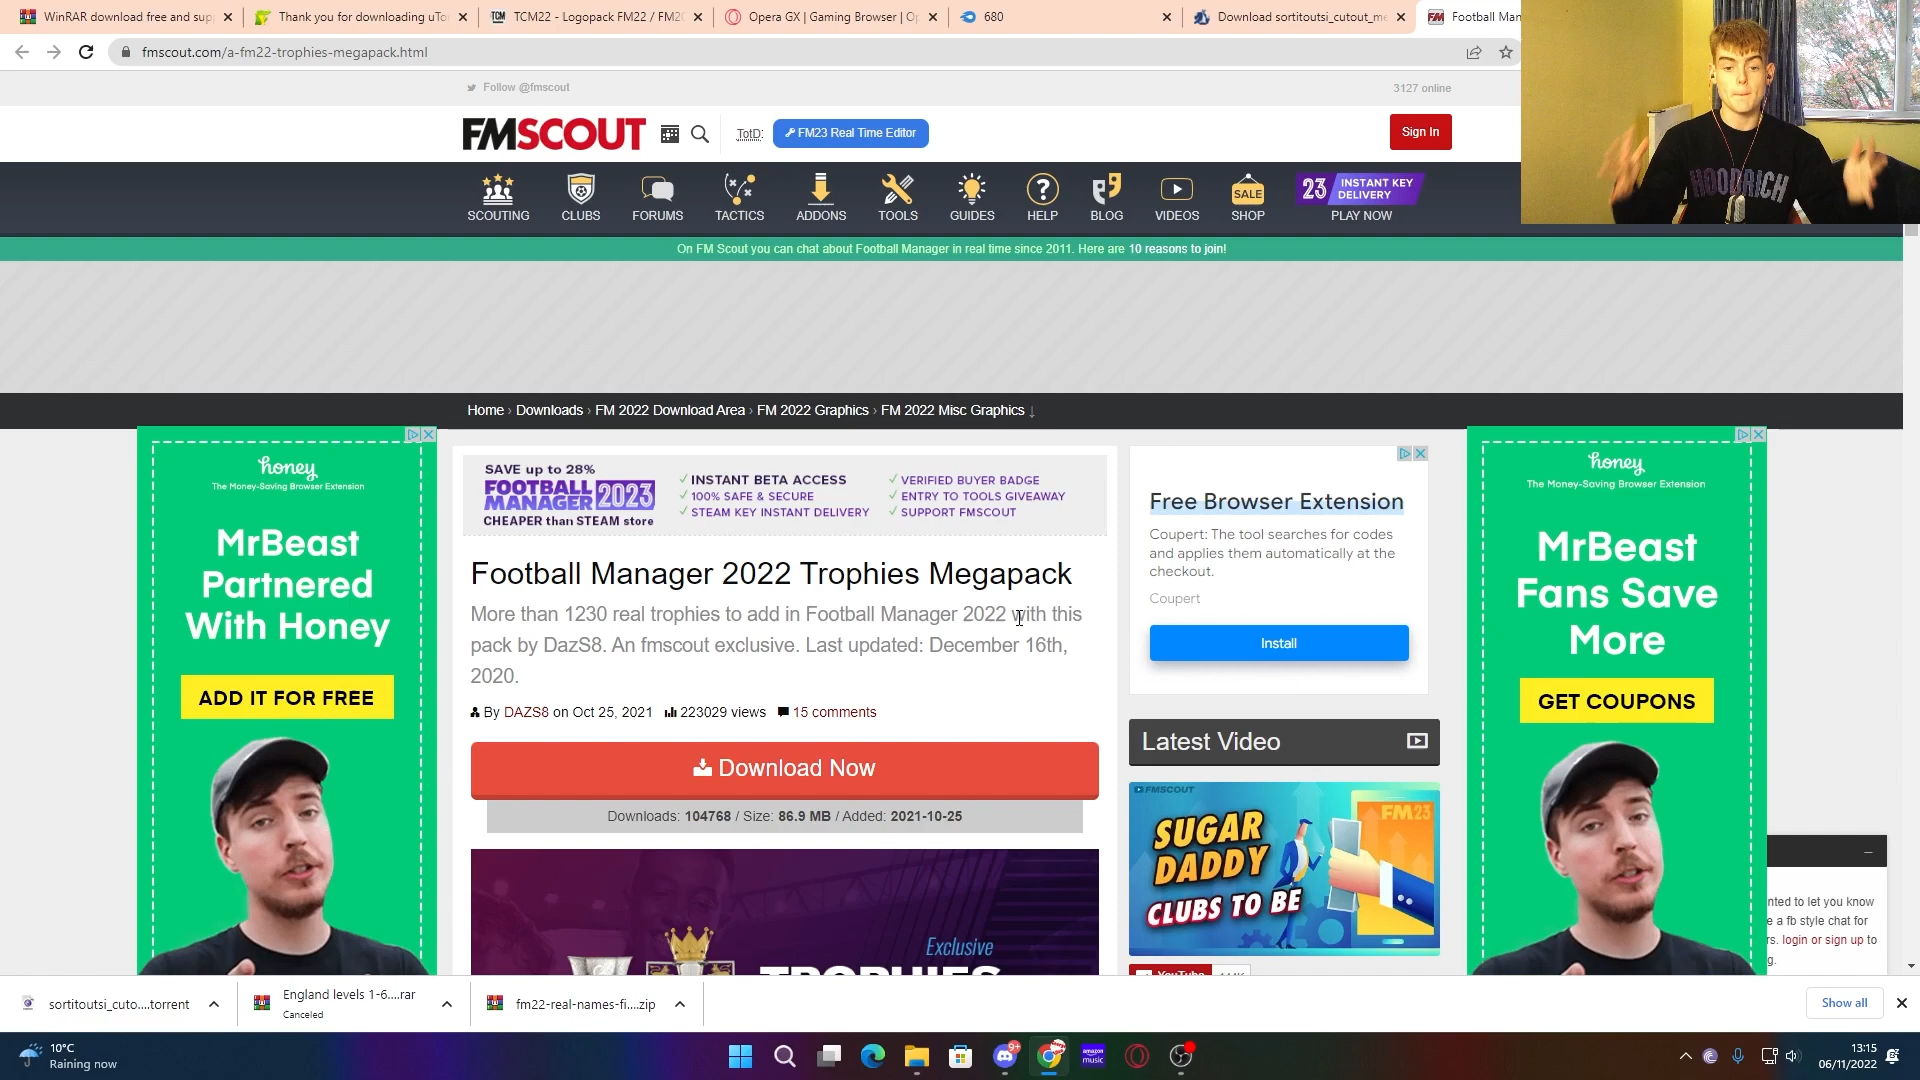 WinRAR download free and sup
Thank you for downloading uTor
TCM22 - Logopack FM22 / FM2
Opera GX | Gaming Browser | Op
680
Download sortitoutsi_cutout_me
Football Man
fmscout.com/a-fm22-trophies-megapack.html
Follow @fmscout
3127 online
FMSCOUT
TotD:
FM23 Real Time Editor
Sign In
HOODRICH
SCOUTING
CLUBS
FORUMS
TACTICS
ADDONS
TOOLS
GUIDES
HELP
BLOG
VIDEOS
SALE
SHOP
23 INSTANT KEY
DELIVERY
PLAY NOW
On FM Scout you can chat about Football Manager in real time since 2011. Here are 10 reasons to join!
Home › Downloads › FM 2022 Download Area › FM 2022 Graphics › FM 2022 Misc Graphics ↓
honey
The Money-Saving Browser Extension
MrBeast
Partnered
With Honey
ADD IT FOR FREE
SAVE up to 28%
FOOTBALL
MANAGER 2023
CHEAPER than STEAM store
✓ INSTANT BETA ACCESS
✓ 100% SAFE & SECURE
✓ STEAM KEY INSTANT DELIVERY
✓ VERIFIED BUYER BADGE
✓ ENTRY TO TOOLS GIVEAWAY
✓ SUPPORT FMSCOUT
Football Manager 2022 Trophies Megapack
More than 1230 real trophies to add in Football Manager 2022 with this
pack by DazS8. An fmscout exclusive. Last updated: December 16th,
2020.
By DAZS8 on Oct 25, 2021 223029 views 15 comments
Download Now
Downloads: 104768 / Size: 86.9 MB / Added: 2021-10-25
Exclusive
TROPHIES
Free Browser Extension
Coupert: The tool searches for codes
and applies them automatically at the
checkout.
Coupert
Install
Latest Video
FMSCOUT
FM23
SUGAR
DADDY
CLUBS TO BE
YouTube
honey
The Money-Saving Browser Extension
MrBeast
Fans Save
More
GET COUPONS
nted to let you know
e a fb style chat for
rs. login or sign up to
g.
sortitoutsi_cuto....torrent
England levels 1-6....rar
Canceled
fm22-real-names-fi....zip
Show all
10°C
Raining now
9+
amazon
music
13:15
06/11/2022